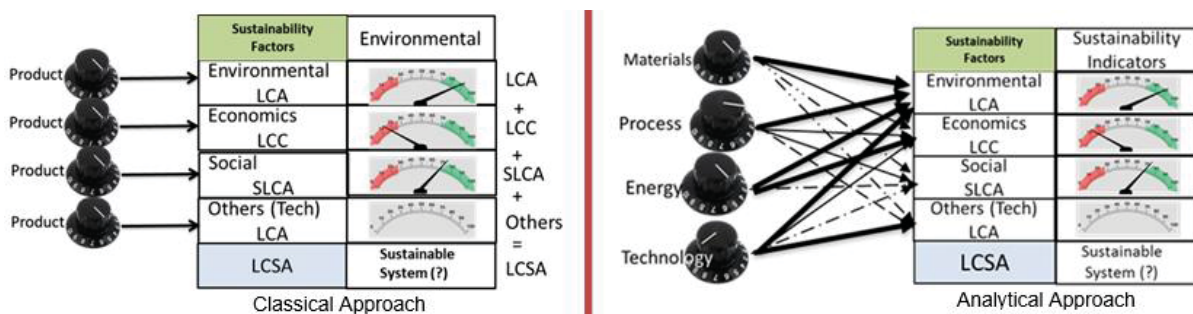 Sustainability
Factors
Environmental
Product
Environmental
LCA
LCA
+
Product
Economics
LCC
LCC
+
Product
Social
SLCA
SLCA
+
Product
Others (Tech)
LCA
Others
=
LCSA
Sustainable
System (?)
LCSA
Classical Approach
Sustainability
Factors
Sustainability
Indicators
Materials
Environmental
LCA
Process
Economics
LCC
Energy
Social
SLCA
Technology
Others (Tech)
LCA
LCSA
Sustainable
System (?)
Analytical Approach